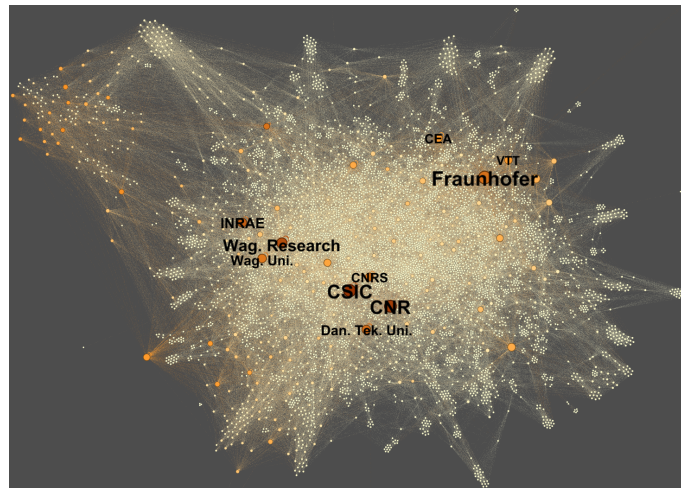 CEA
VTT
Fraunhofer
INRAE
Wag. Research
Wag. Uni.
CNRS
CSIC
CNR
Dan. Tek. Uni.